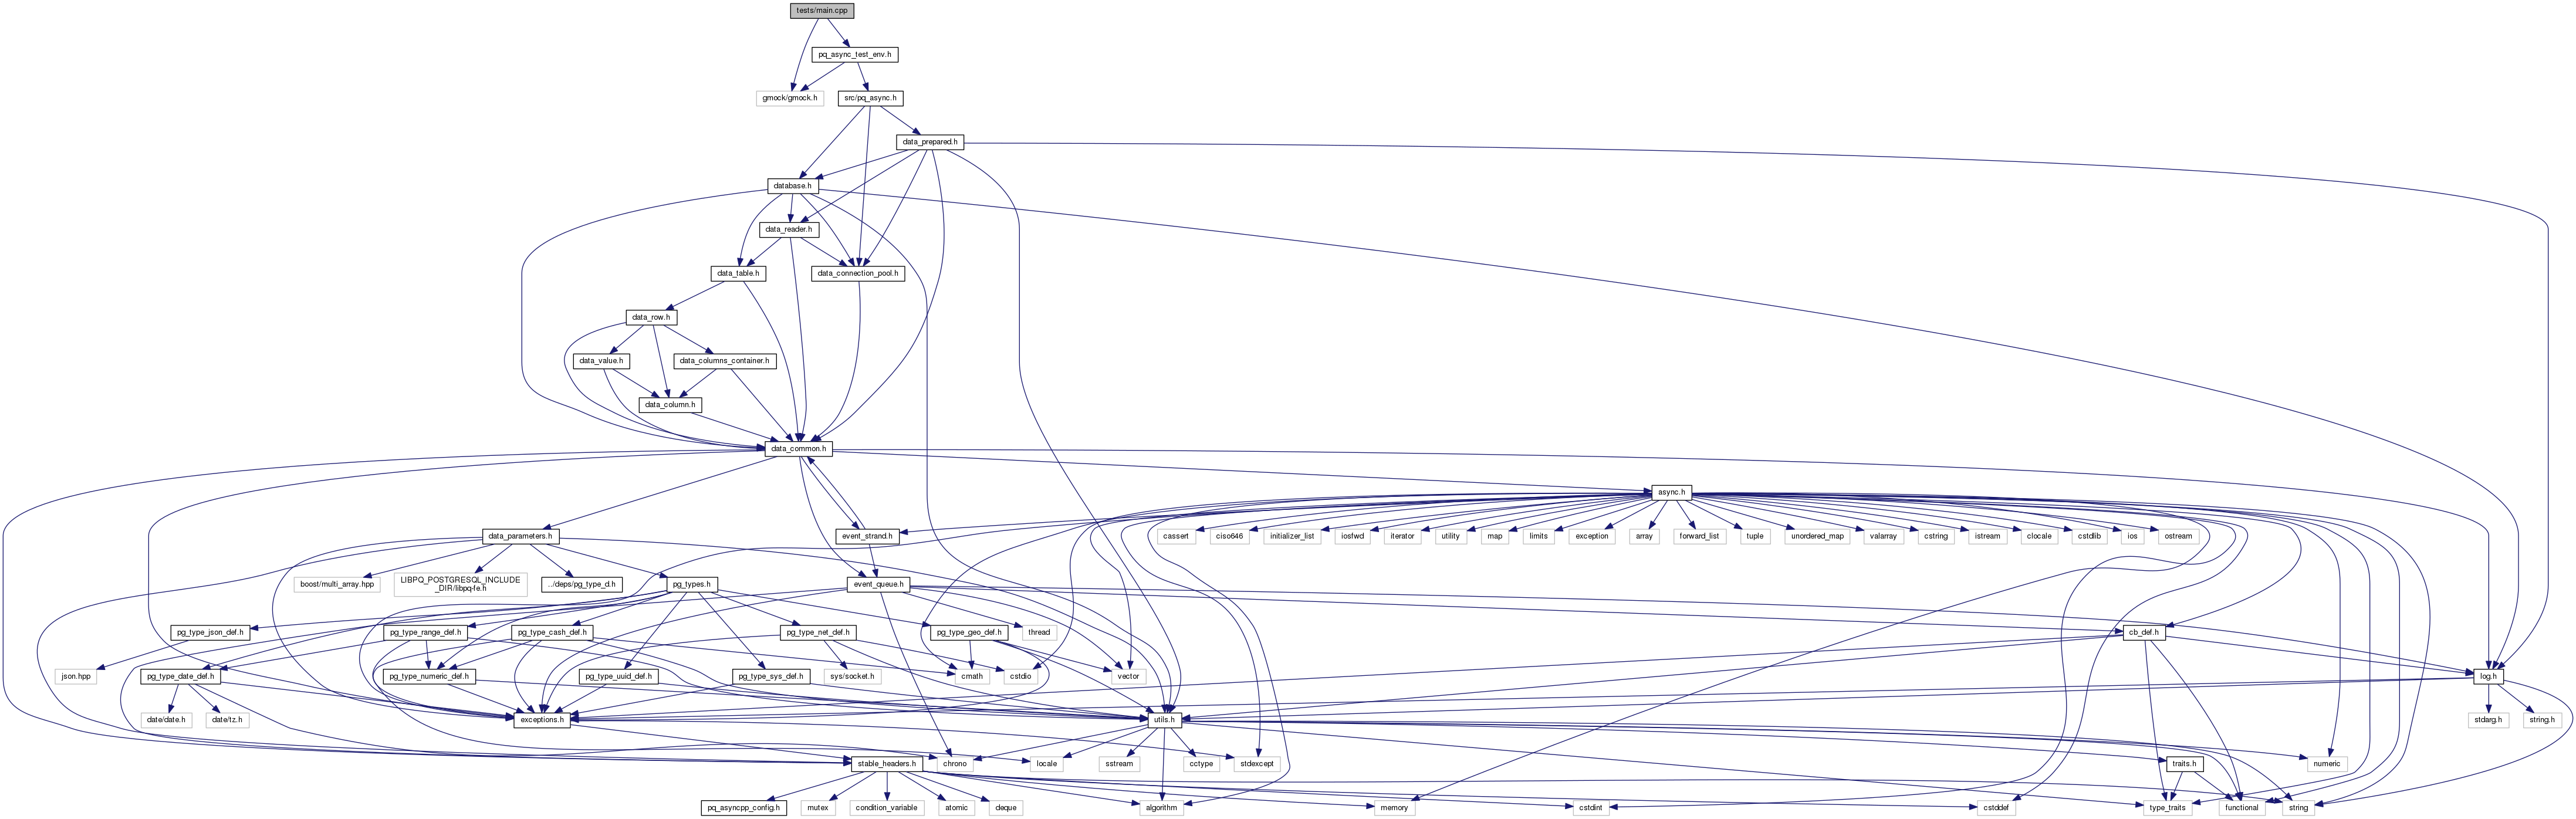 tests/main.cpp
pq_async_test_env.h
gmock/gmock.h
src/pq_async.h
data_prepared.h
database.h
data_reader.h
data_table.h
data_connection_pool.h
data_row.h
data_value.h
data_columns_container.h
data_column.h
data_common.h
async.h
data_parameters.h
event_strand.h
cassert
ciso646
initializer_list
iosfwd
iterator
utility
map
limits
exception
array
forward_list
tuple
unordered_map
valarray
cstring
istream
clocale
cstdlib
ios
ostream
boost/multi_array.hpp
LIBPQ_POSTGRESQL_INCLUDE
_DIR/libpq-fe.h
../deps/pg_type_d.h
pg_types.h
event_queue.h
pg_type_json_def.h
pg_type_range_def.h
pg_type_cash_def.h
pg_type_net_def.h
pg_type_geo_def.h
thread
cb_def.h
json.hpp
pg_type_date_def.h
pg_type_numeric_def.h
pg_type_uuid_def.h
pg_type_sys_def.h
sys/socket.h
cmath
cstdio
vector
log.h
date/date.h
date/tz.h
exceptions.h
utils.h
stdarg.h
string.h
stable_headers.h
chrono
locale
sstream
cctype
stdexcept
traits.h
numeric
pq_asyncpp_config.h
mutex
condition_variable
atomic
deque
algorithm
memory
cstdint
cstddef
type_traits
functional
string